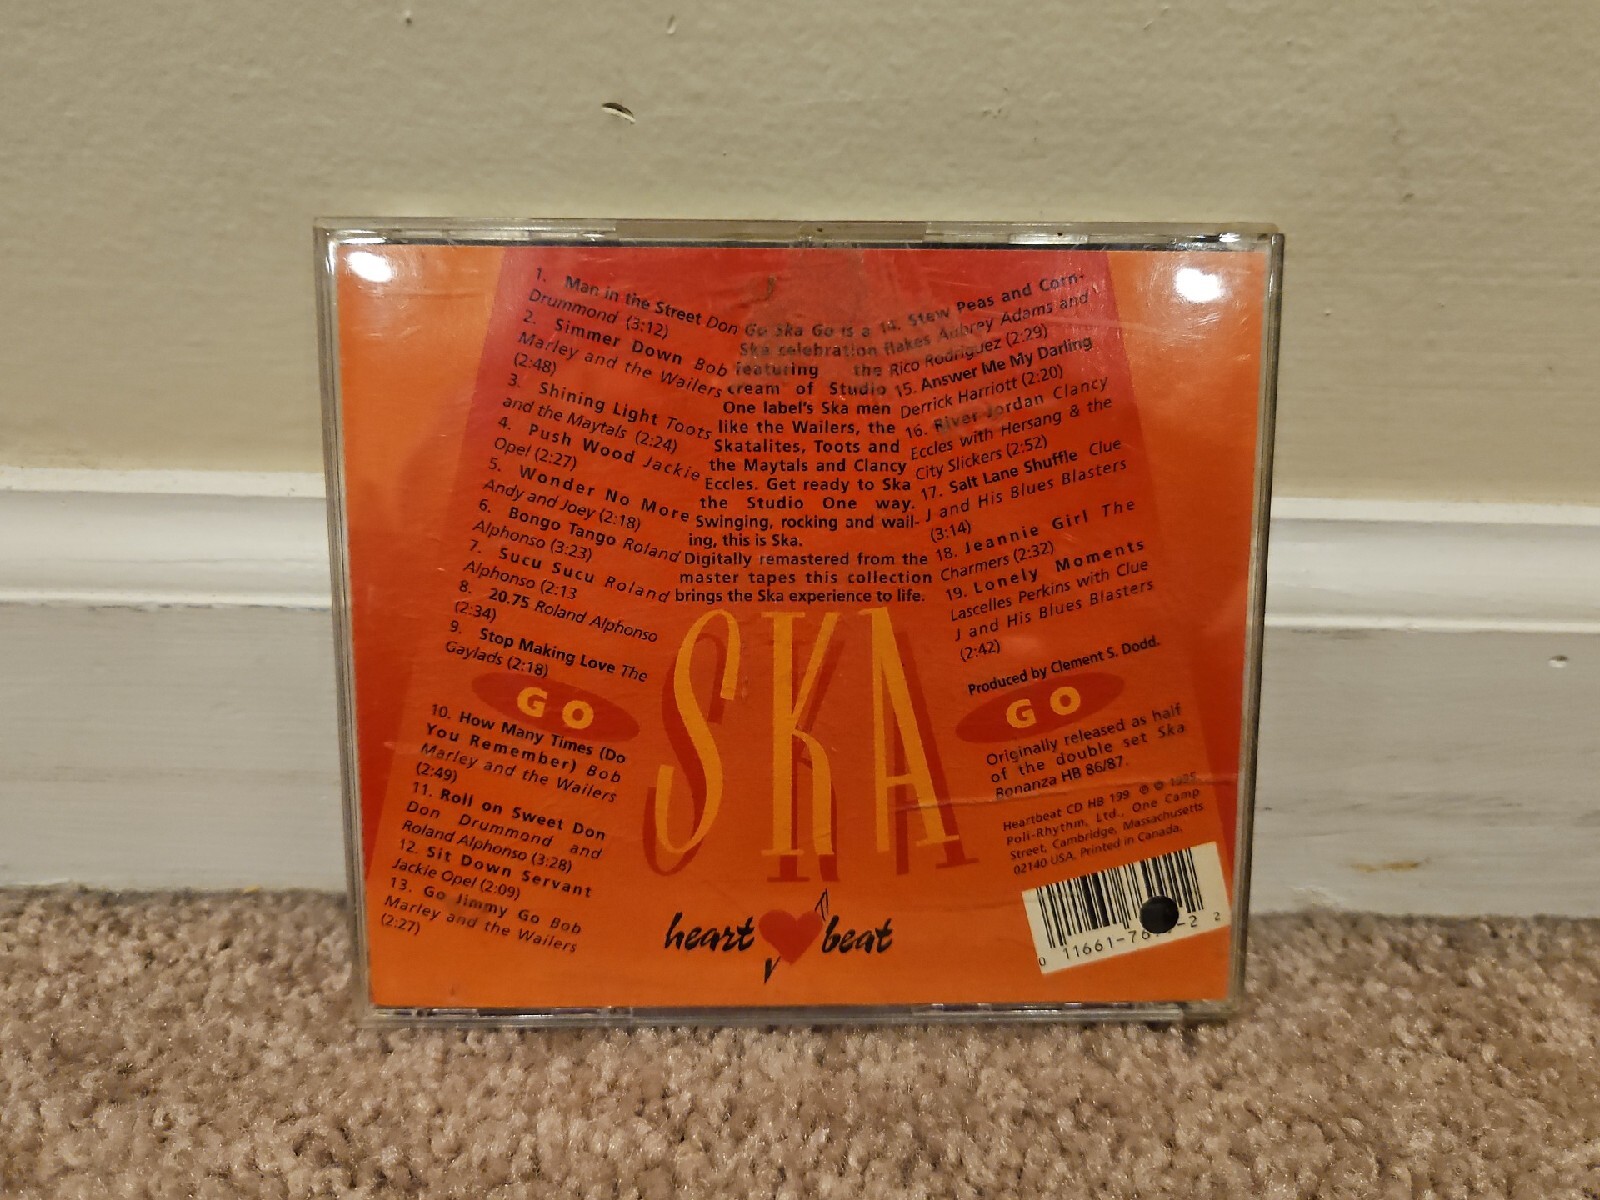 1. Man in the Street Don
Drummond (3:12)
2. Simmer Down Bob
Marley and the Wailers
(2:48)
3. Shining Light Toots
and the Maytals (2:24)
4. Push Wood Jackie
Opel (2:27)
5. Wonder No More
Andy and Joey (2:18)
6. Bongo Tango Roland
Alphonso (3:23)
7. Sucu Sucu Roland
Alphonso (2:13
8. 20.75 Roland Alphonso
(2:34)
9. Stop Making Love The
Gaylads (2:18)
GO
10. How Many Times (Do
You Remember) Bob
Marley and the Wailers
(2:49)
11. Roll on Sweet Don
Don Drummond and
Roland Alphonso (3:28)
12. Sit Down Servant
Jackie Opel (2:09)
13. Go Jimmy Go Bob
Marley and the Wailers
(2:27)
Go Ska Go is a
Ska celebration
featuring the
cream of Studio
One label's Ska men
like the Wailers, the
Skatalites, Toots and
the Maytals and Clancy
Eccles. Get ready to Ska
the Studio One way.
Swinging, rocking and wail-
ing, this is Ska.
Digitally remastered from the
master tapes this collection
brings the Ska experience to life.
SKA
heart beat
14. Stew Peas and Corn-
flakes Aubrey Adams and
Rico Rodriguez (2:29)
15. Answer Me My Darling
Derrick Harriott (2:20)
16. River Jordan Clancy
Eccles with Hersang & the
City Slickers (2:52)
17. Salt Lane Shuffle Clue
J and His Blues Blasters
(3:14)
18. Jeannie Girl The
Charmers (2:32)
19. Lonely Moments
Lascelles Perkins with Clue
J and His Blues Blasters
(2:42)
Produced by Clement S. Dodd.
GO
Originally released as half
of the double set Ska
Bonanza HB 86/87.
Heartbeat CD HB 199 ℗ © 1995,
Poli-Rhythm, Ltd., One Camp
Street, Cambridge, Massachusetts
02140 USA. Printed in Canada.
0 11661-7 -2 2